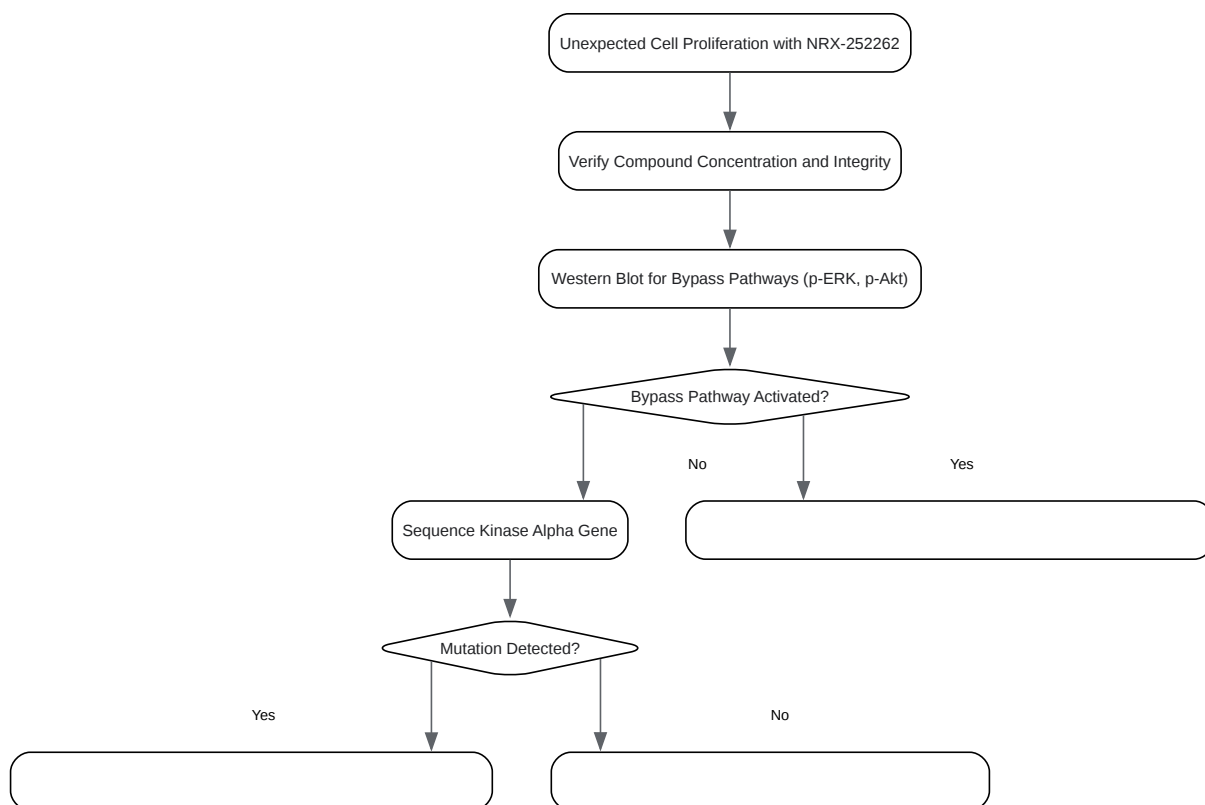 Unexpected Cell Proliferation with NRX-252262
Verify Compound Concentration and Integrity
Western Blot for Bypass Pathways (p-ERK, p-Akt)
Bypass Pathway Activated?
No
Yes
Sequence Kinase Alpha Gene
Mutation Detected?
Yes
No